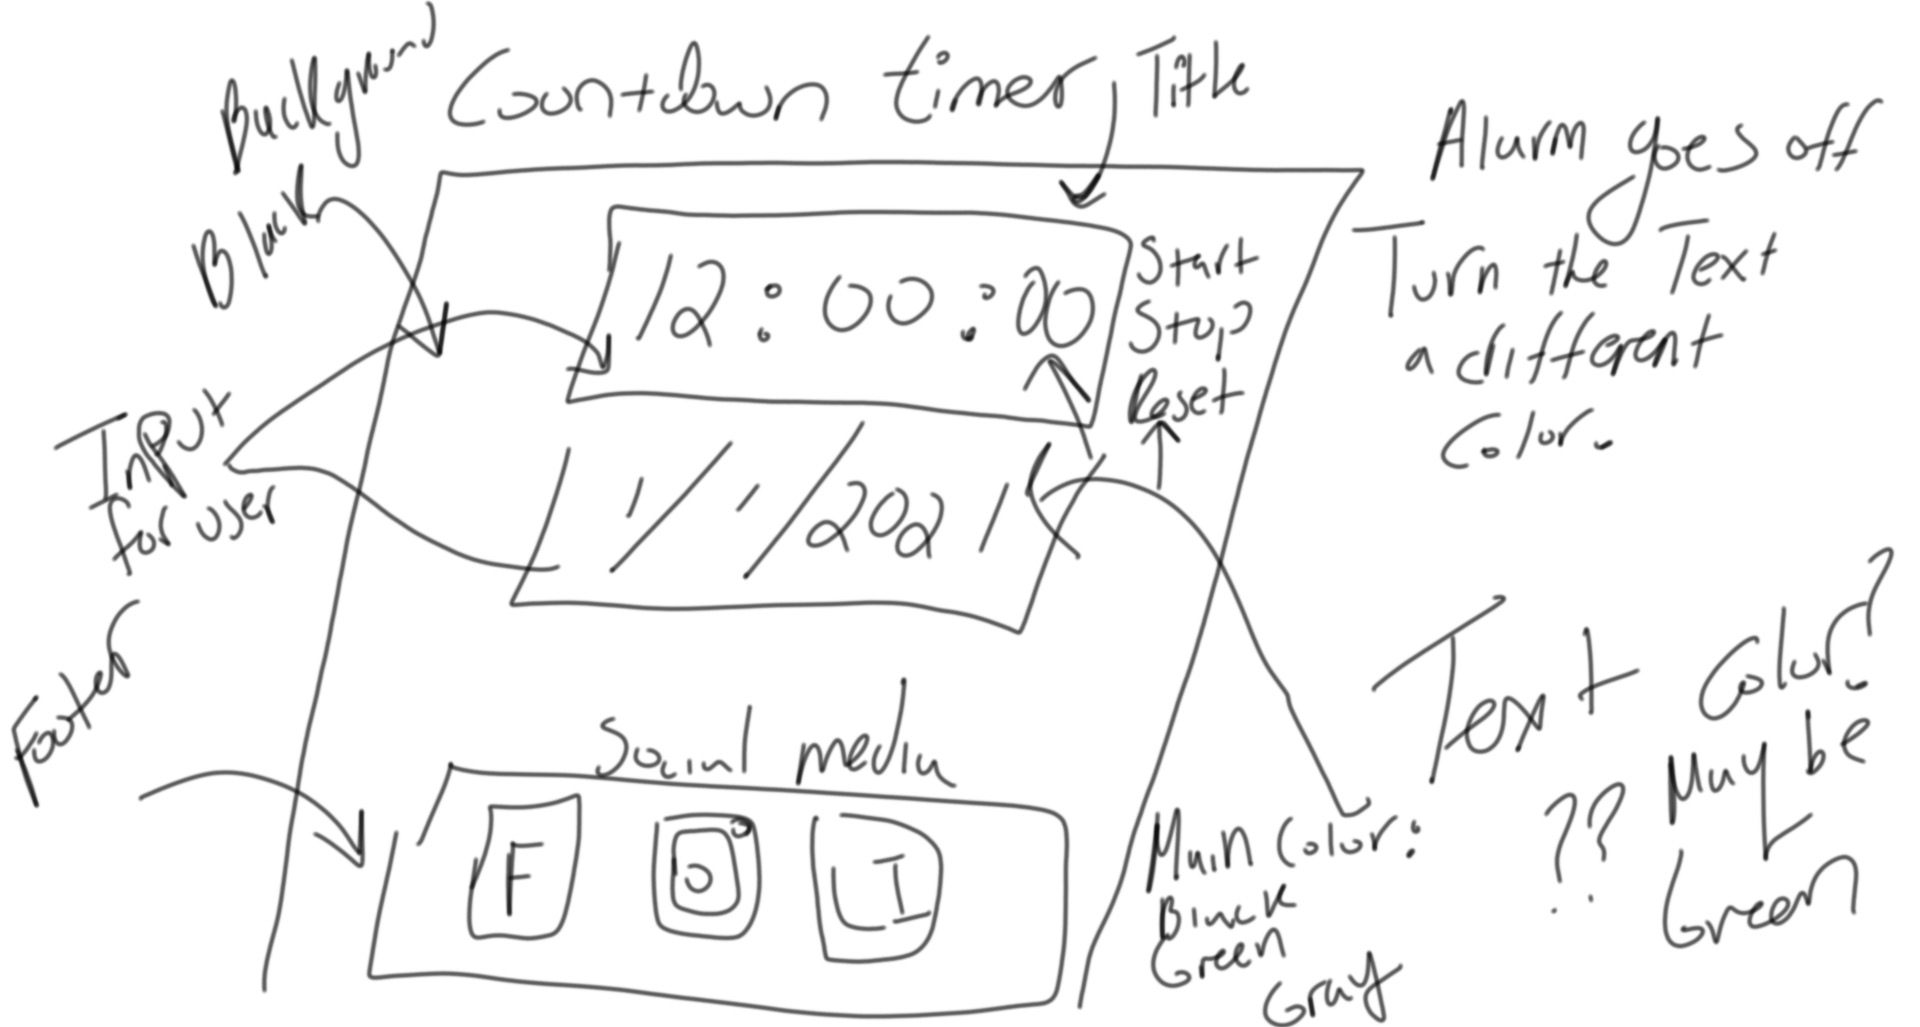 Background
Black
Countdown timer
Title
Alarm goes off
Turn the Text
a different
Color.
12:00:00
Start
Stop
Reset
Input
for user
1/1/2021
Footer
Social media
F
I
Text Color?
?? Maybe
Green
Main Color:
Black
Green
Gray